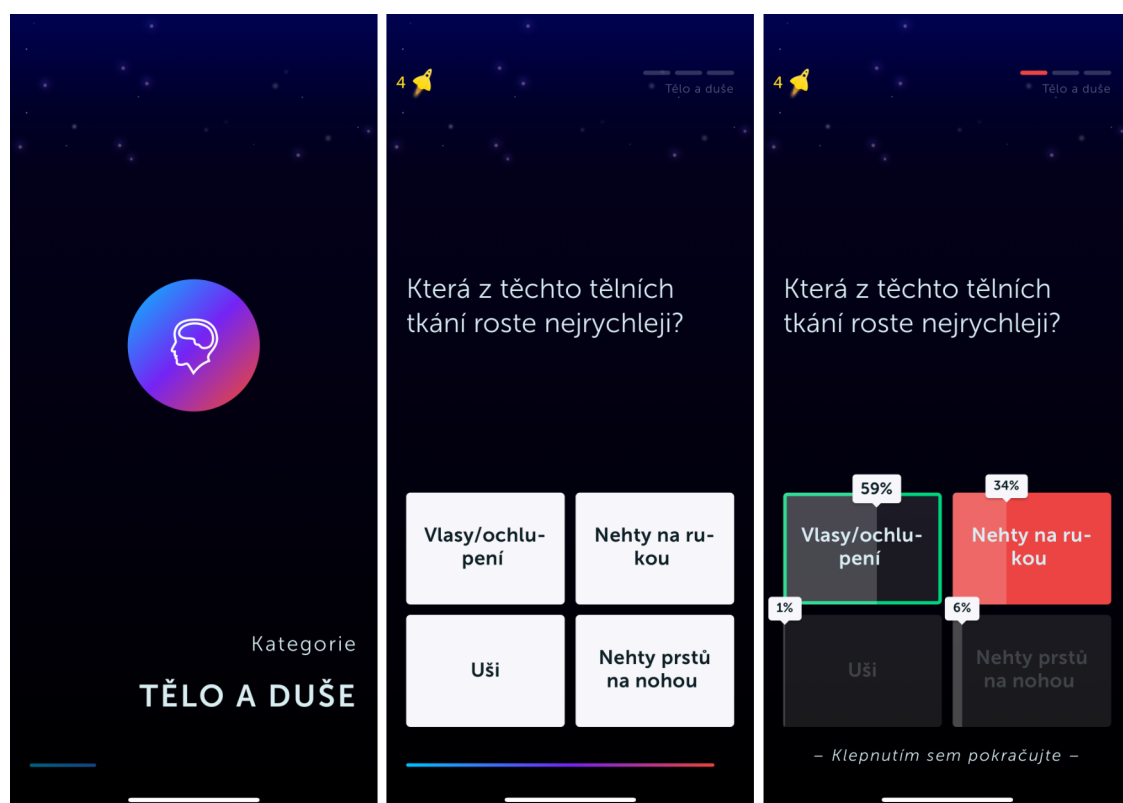 Kategorie
TĚLO A DUŠE
4
Tělo a duše
Která z těchto tělních
tkání roste nejrychleji?
Vlasy/ochlu-
pení
Nehty na ru-
kou
Uši
Nehty prstů
na nohou
4
Tělo a duše
Která z těchto tělních
tkání roste nejrychleji?
59%
Vlasy/ochlu-
pení
34%
Nehty na ru-
kou
1%
Uši
6%
Nehty prstů
na nohou
– Klepnutím sem pokračujte –